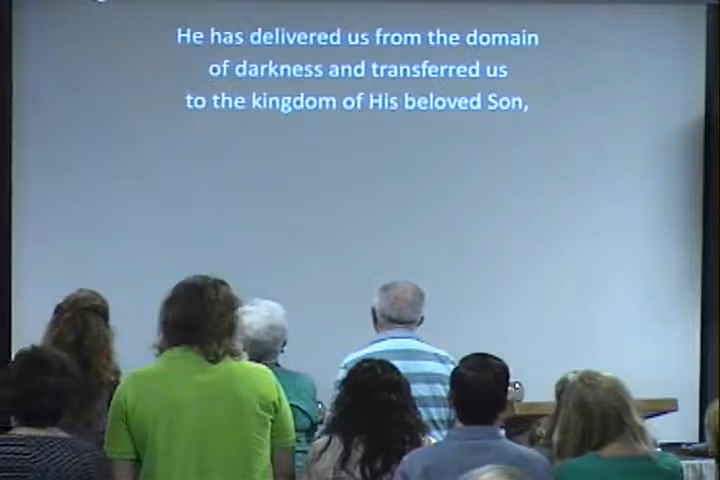 He has delivered us from the domain
of darkness and transferred us
to the kingdom of His beloved Son,